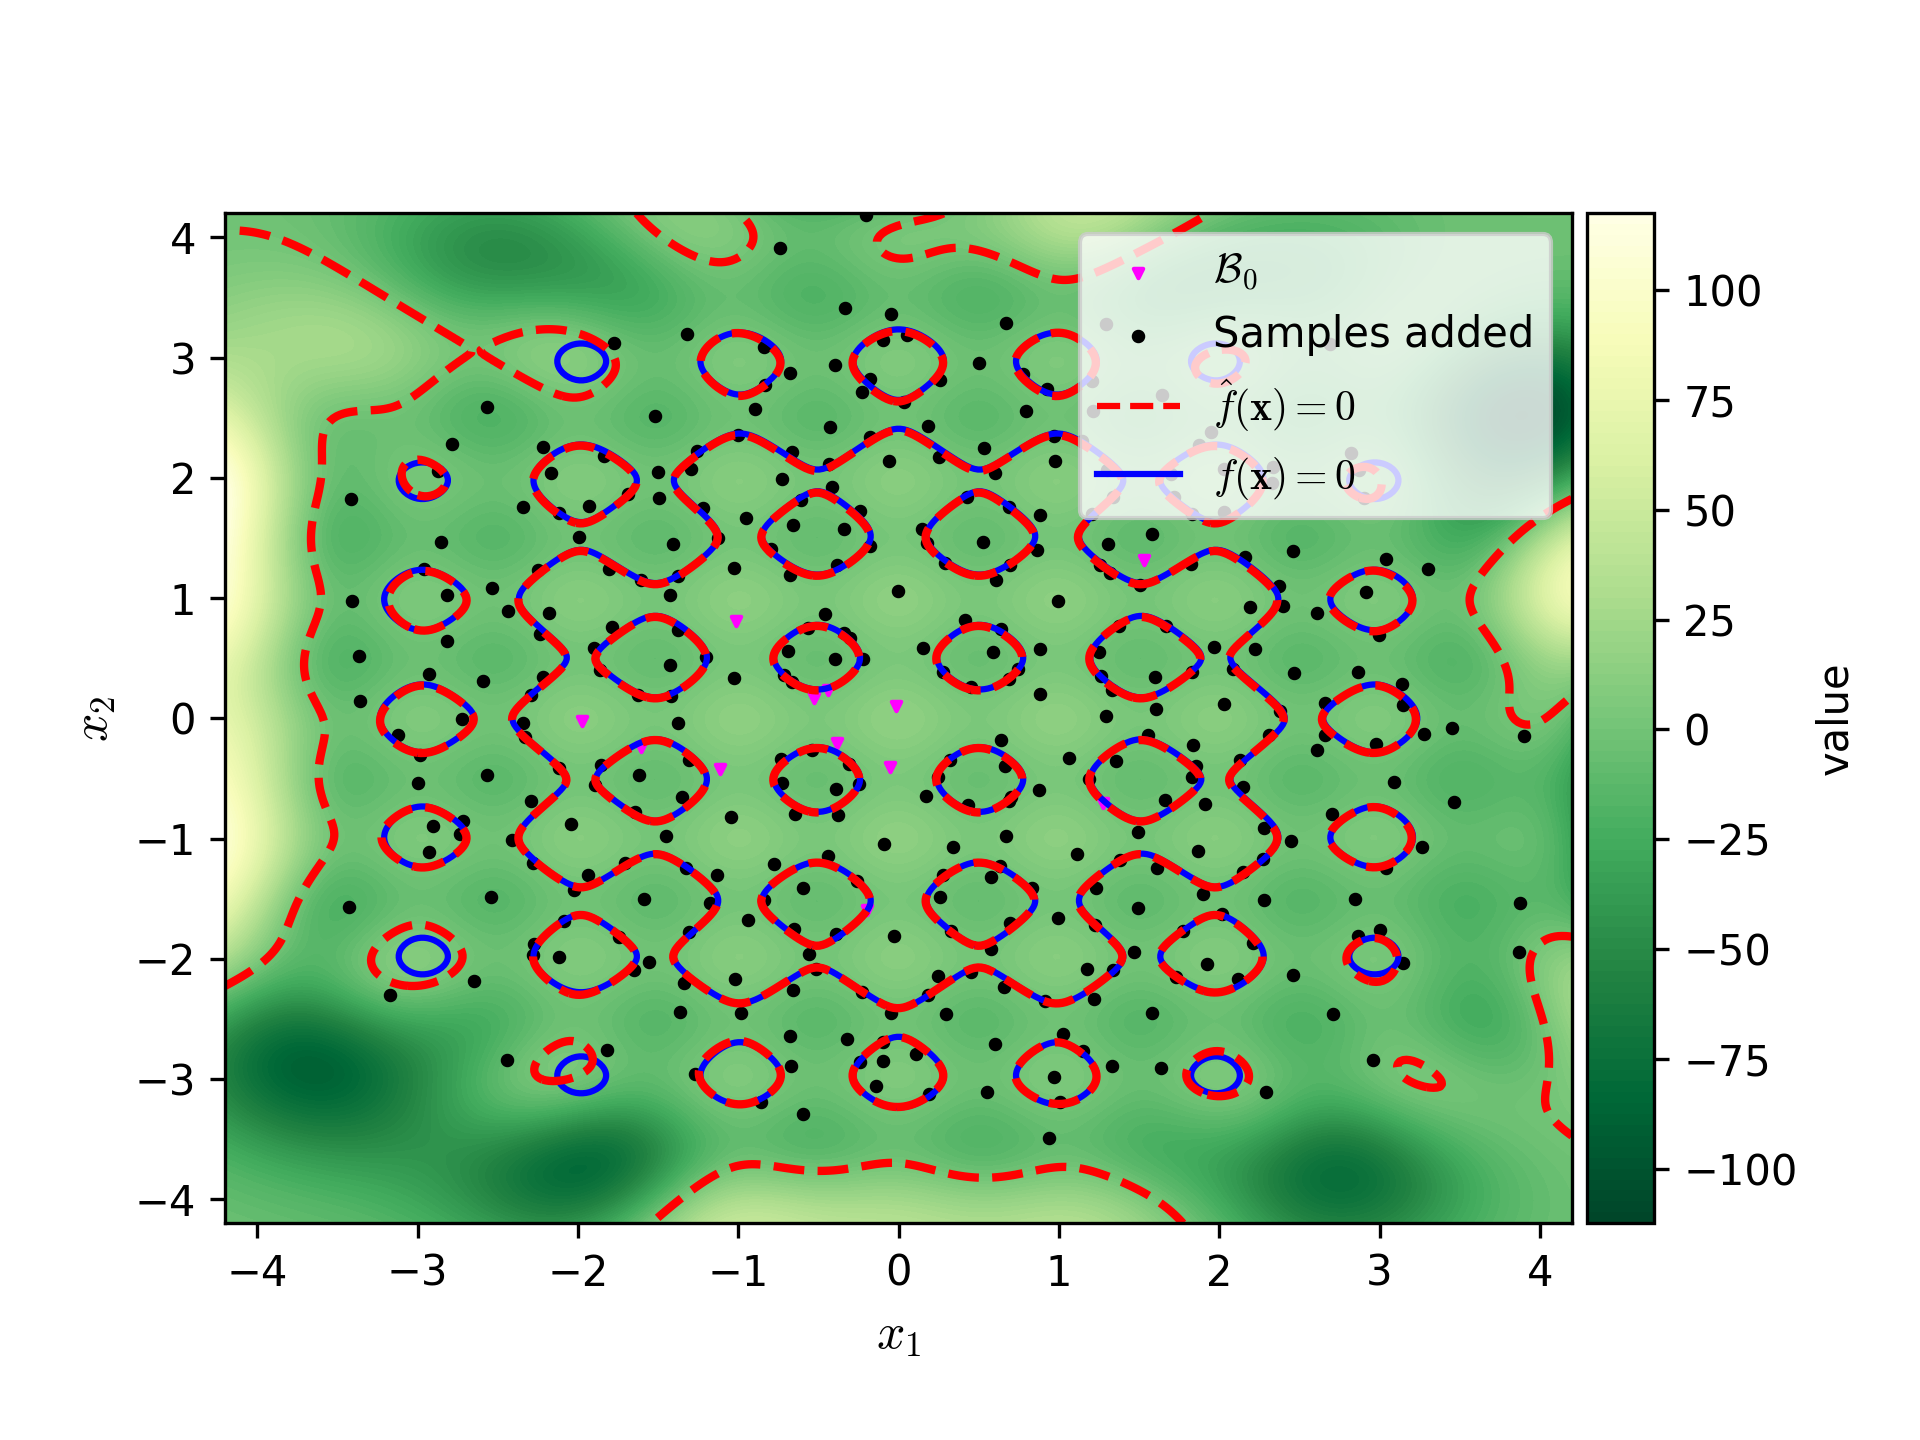 4
3
2
1
0
−1
−2
−3
−4
x₂
−4 −3 −2 −1 0 1 2 3 4
x₁
ℬ₀
Samples added
f̂(𝐱) = 0
f(𝐱) = 0
100
75
50
25
0
−25
−50
−75
−100
value